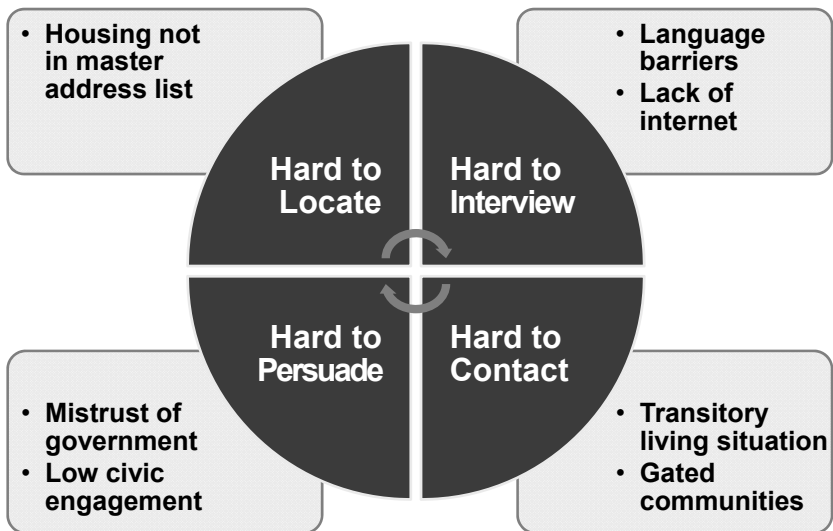 • Housing not
in master
address list
• Language
barriers
• Lack of
internet
Hard to
Locate
Hard to
Interview
Hard to
Persuade
Hard to
Contact
• Mistrust of
government
• Low civic
engagement
• Transitory
living situation
• Gated
communities